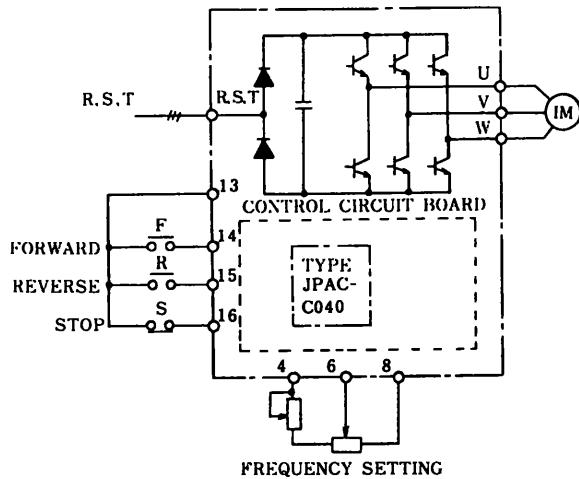 R.S.T
R.S.T
U
V
W
IM
13
CONTROL CIRCUIT BOARD
F
14
FORWARD
R
15
REVERSE
S
16
STOP
TYPE
JPAC-
C040
4
6
8
FREQUENCY SETTING